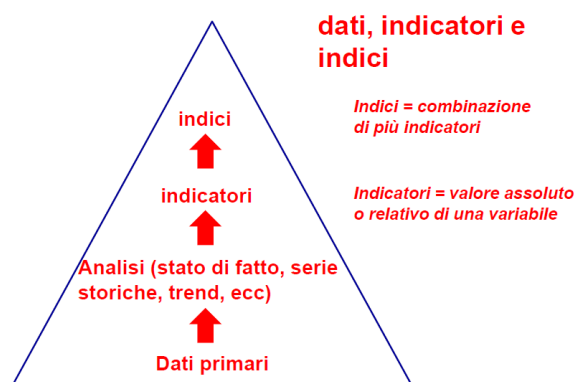 dati, indicatori e
indici
Indici = combinazione
di più indicatori
indici
indicatori
Indicatori = valore assoluto
o relativo di una variabile
Analisi (stato di fatto, serie
storiche, trend, ecc)
Dati primari